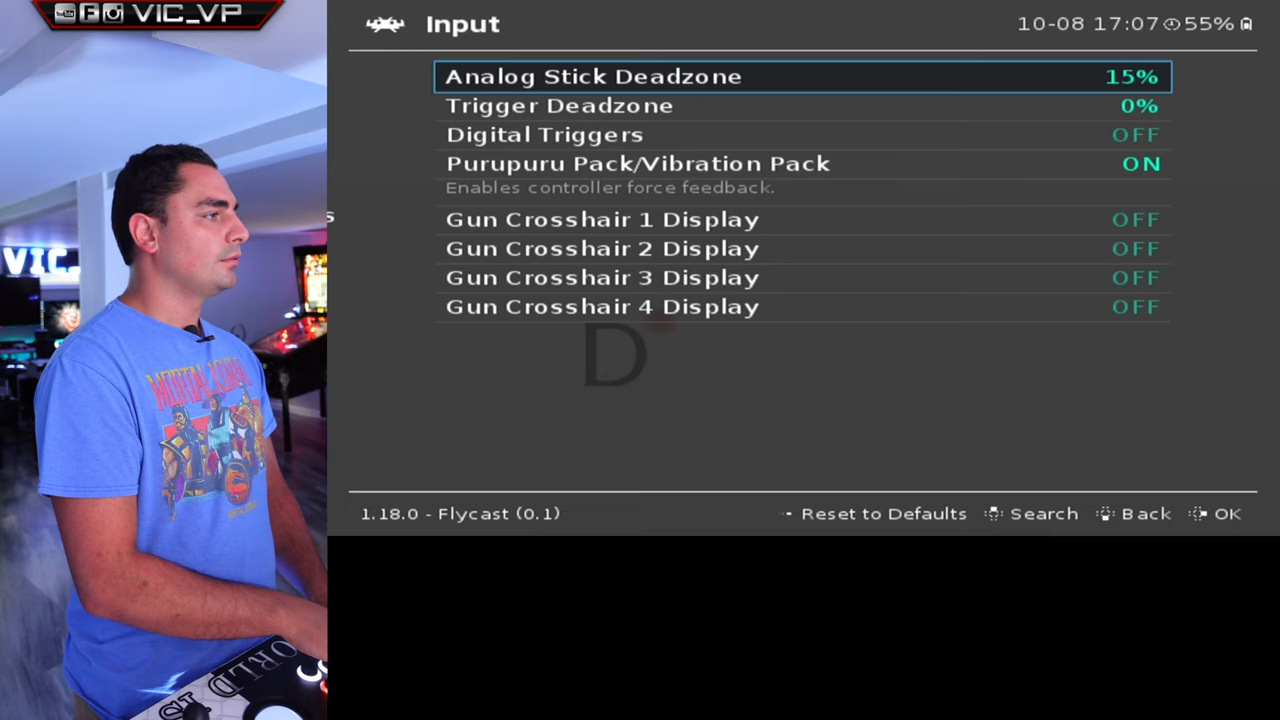 VIC_VP
Input
10-08 17:07 55%
Analog Stick Deadzone 15%
Trigger Deadzone 0%
Digital Triggers OFF
Purupuru Pack/Vibration Pack ON
Enables controller force feedback.
s
Gun Crosshair 1 Display OFF
Gun Crosshair 2 Display OFF
Gun Crosshair 3 Display OFF
Gun Crosshair 4 Display OFF
D
1.18.0 - Flycast (0.1)
Reset to Defaults Search Back OK
VIC
MORTAL KOMBAT